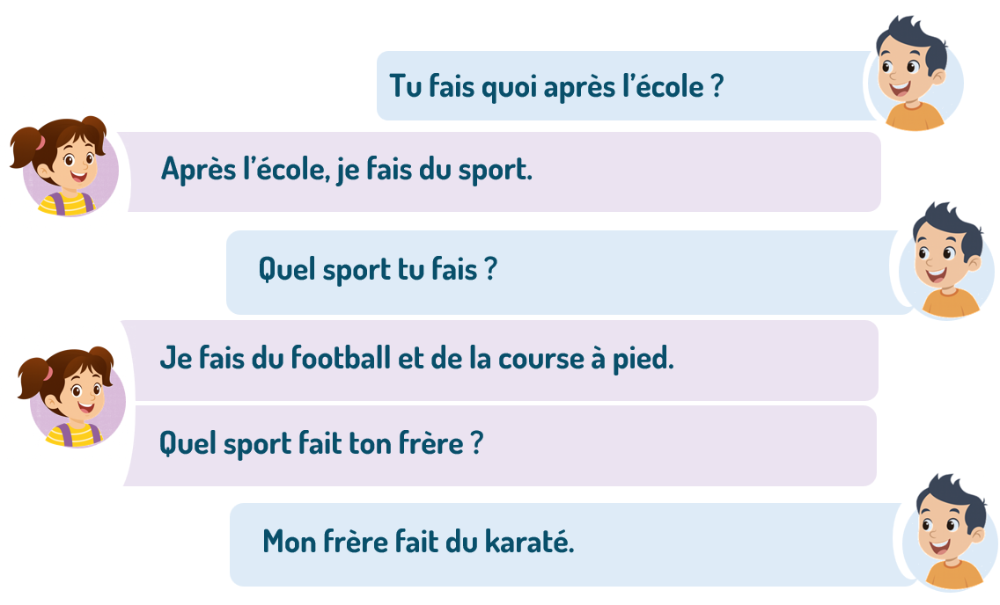 Tu fais quoi après l’école ?
Après l’école, je fais du sport.
Quel sport tu fais ?
Je fais du football et de la course à pied.
Quel sport fait ton frère ?
Mon frère fait du karaté.